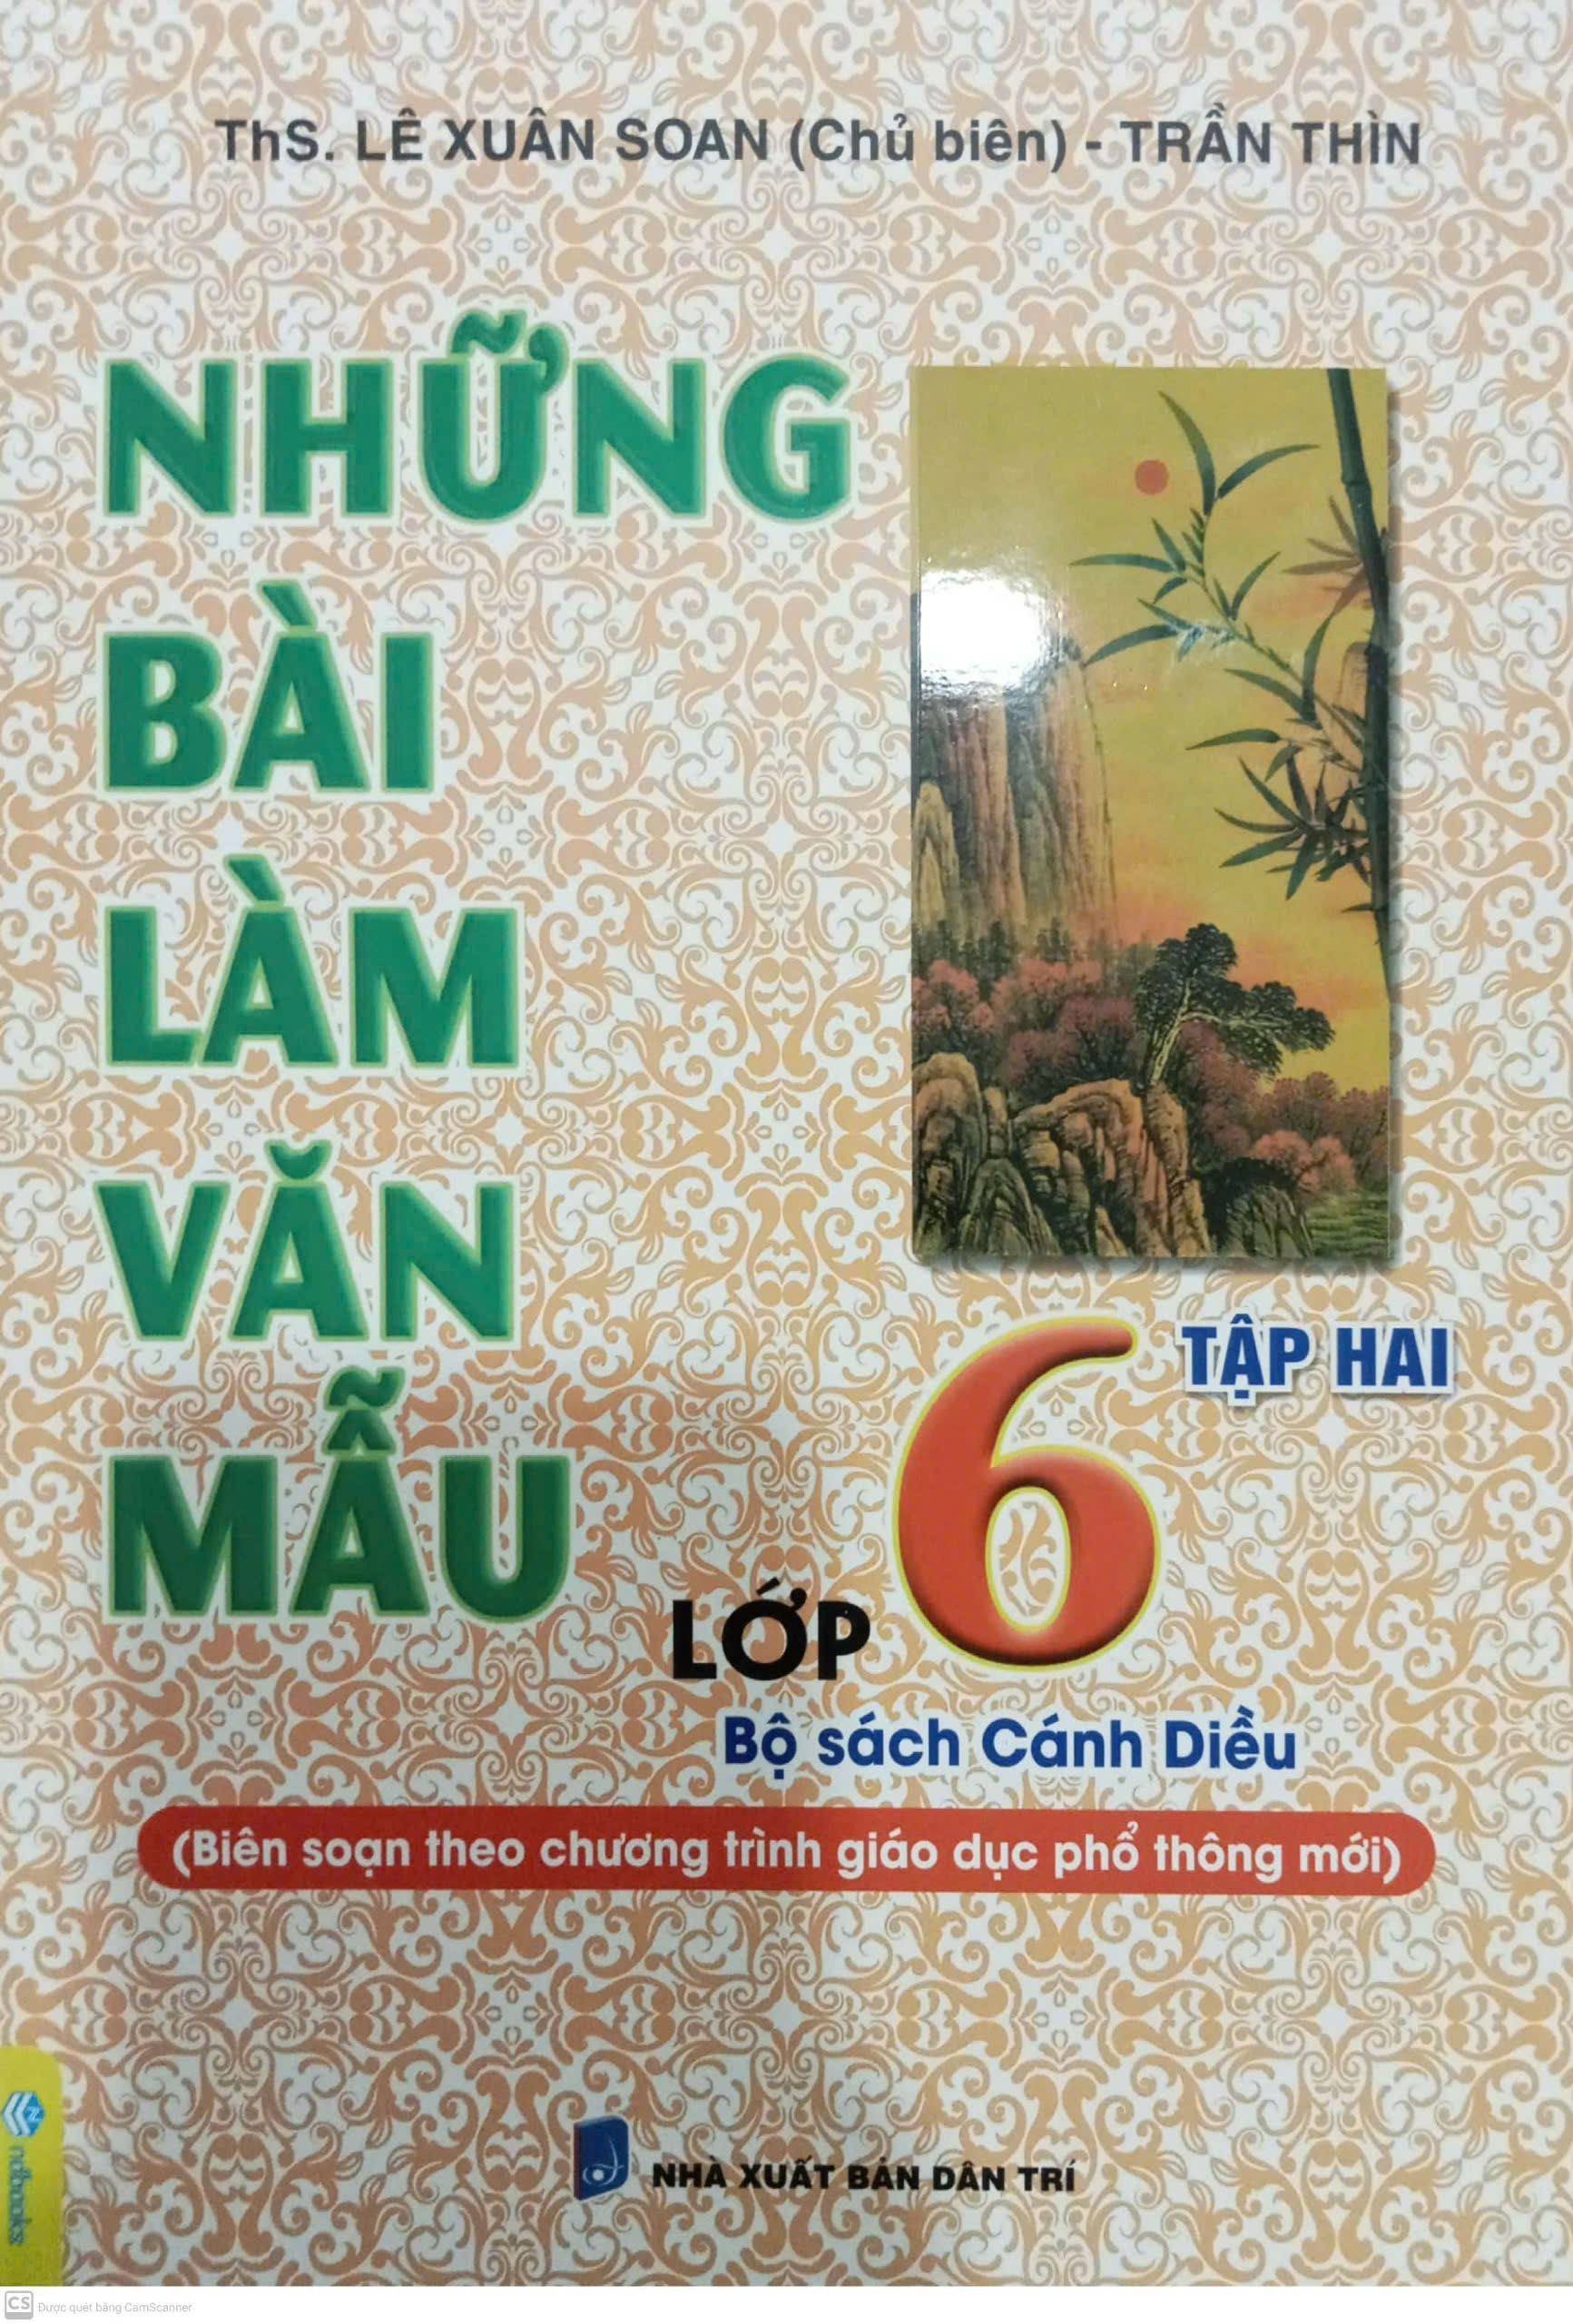 ThS. LÊ XUÂN SOAN (Chủ biên) - TRẦN THÌN
NHỮNG
BÀI
LÀM
VĂN
MẪU
LỚP 6 TẬP HAI
Bộ sách Cánh Diều
(Biên soạn theo chương trình giáo dục phổ thông mới)
ndbooks
NHÀ XUẤT BẢN DÂN TRÍ
CS Được quét bằng CamScanner